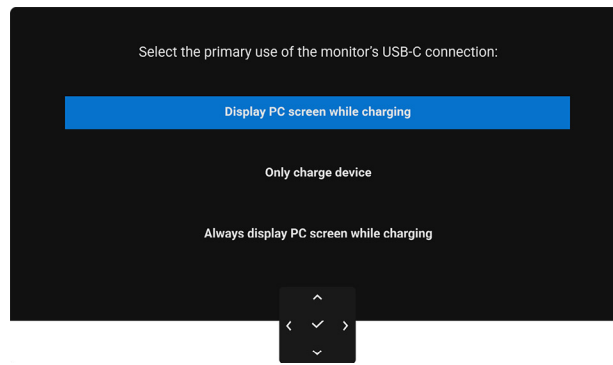 Select the primary use of the monitor’s USB-C connection:
Display PC screen while charging
Only charge device
Always display PC screen while charging